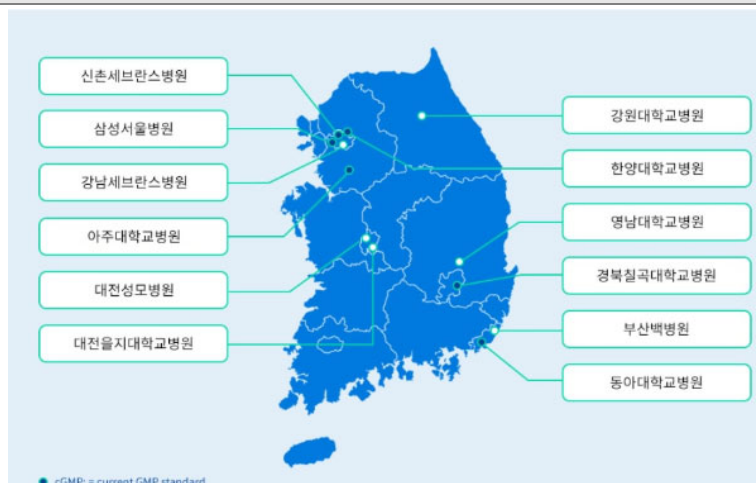 신촌세브란스병원
삼성서울병원
강남세브란스병원
아주대학교병원
대전성모병원
대전을지대학교병원
강원대학교병원
한양대학교병원
영남대학교병원
경북칠곡대학교병원
부산백병원
동아대학교병원
cGMP: = current GMP standard